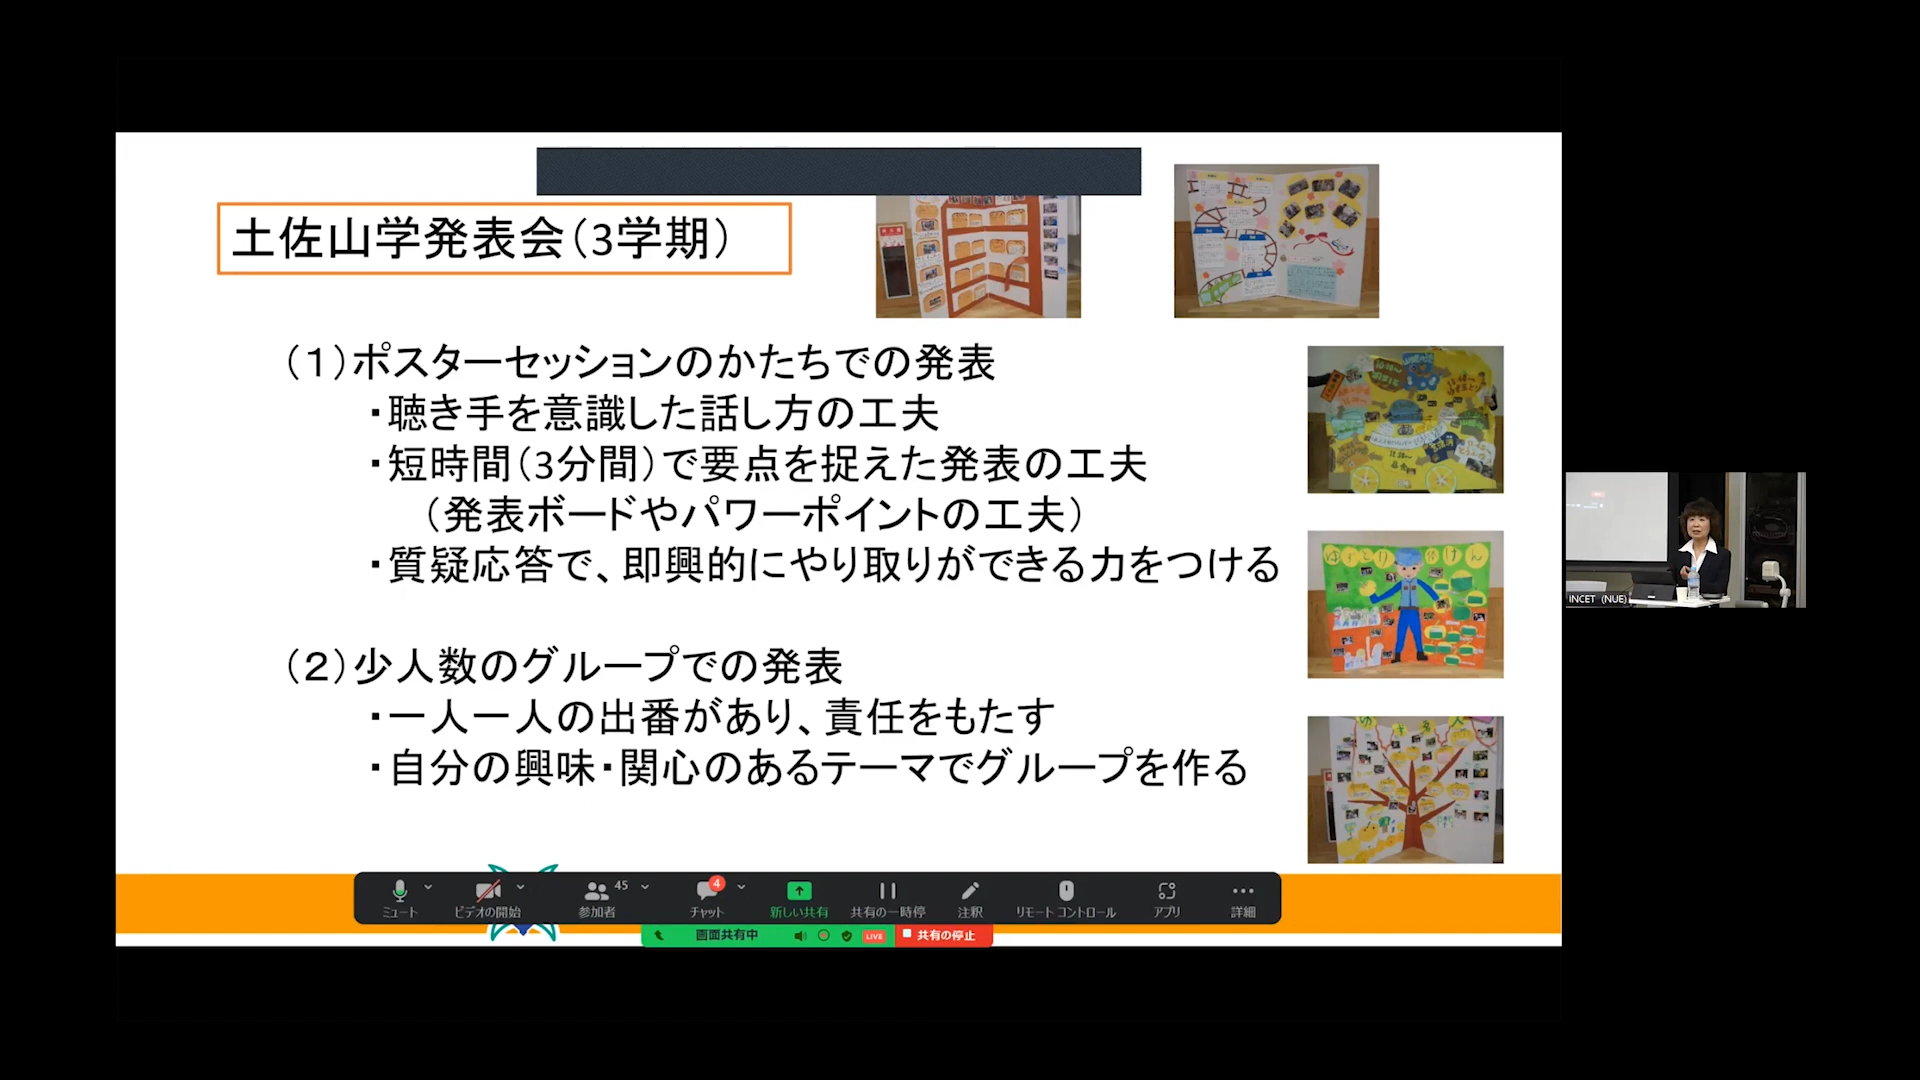 土佐山学発表会(3学期)
(1)ポスターセッションのかたちでの発表
・聴き手を意識した話し方の工夫
・短時間(3分間)で要点を捉えた発表の工夫
(発表ボードやパワーポイントの工夫)
・質疑応答で、即興的にやり取りができる力をつける
(2)少人数のグループでの発表
・一人一人の出番があり、責任をもたす
・自分の興味・関心のあるテーマでグループを作る
INCET (NUE)
45
4
ミュート
ビデオの開始
参加者
チャット
新しい共有
共有の一時停
注釈
リモートコントロール
アプリ
詳細
画面共有中
LIVE
共有の停止